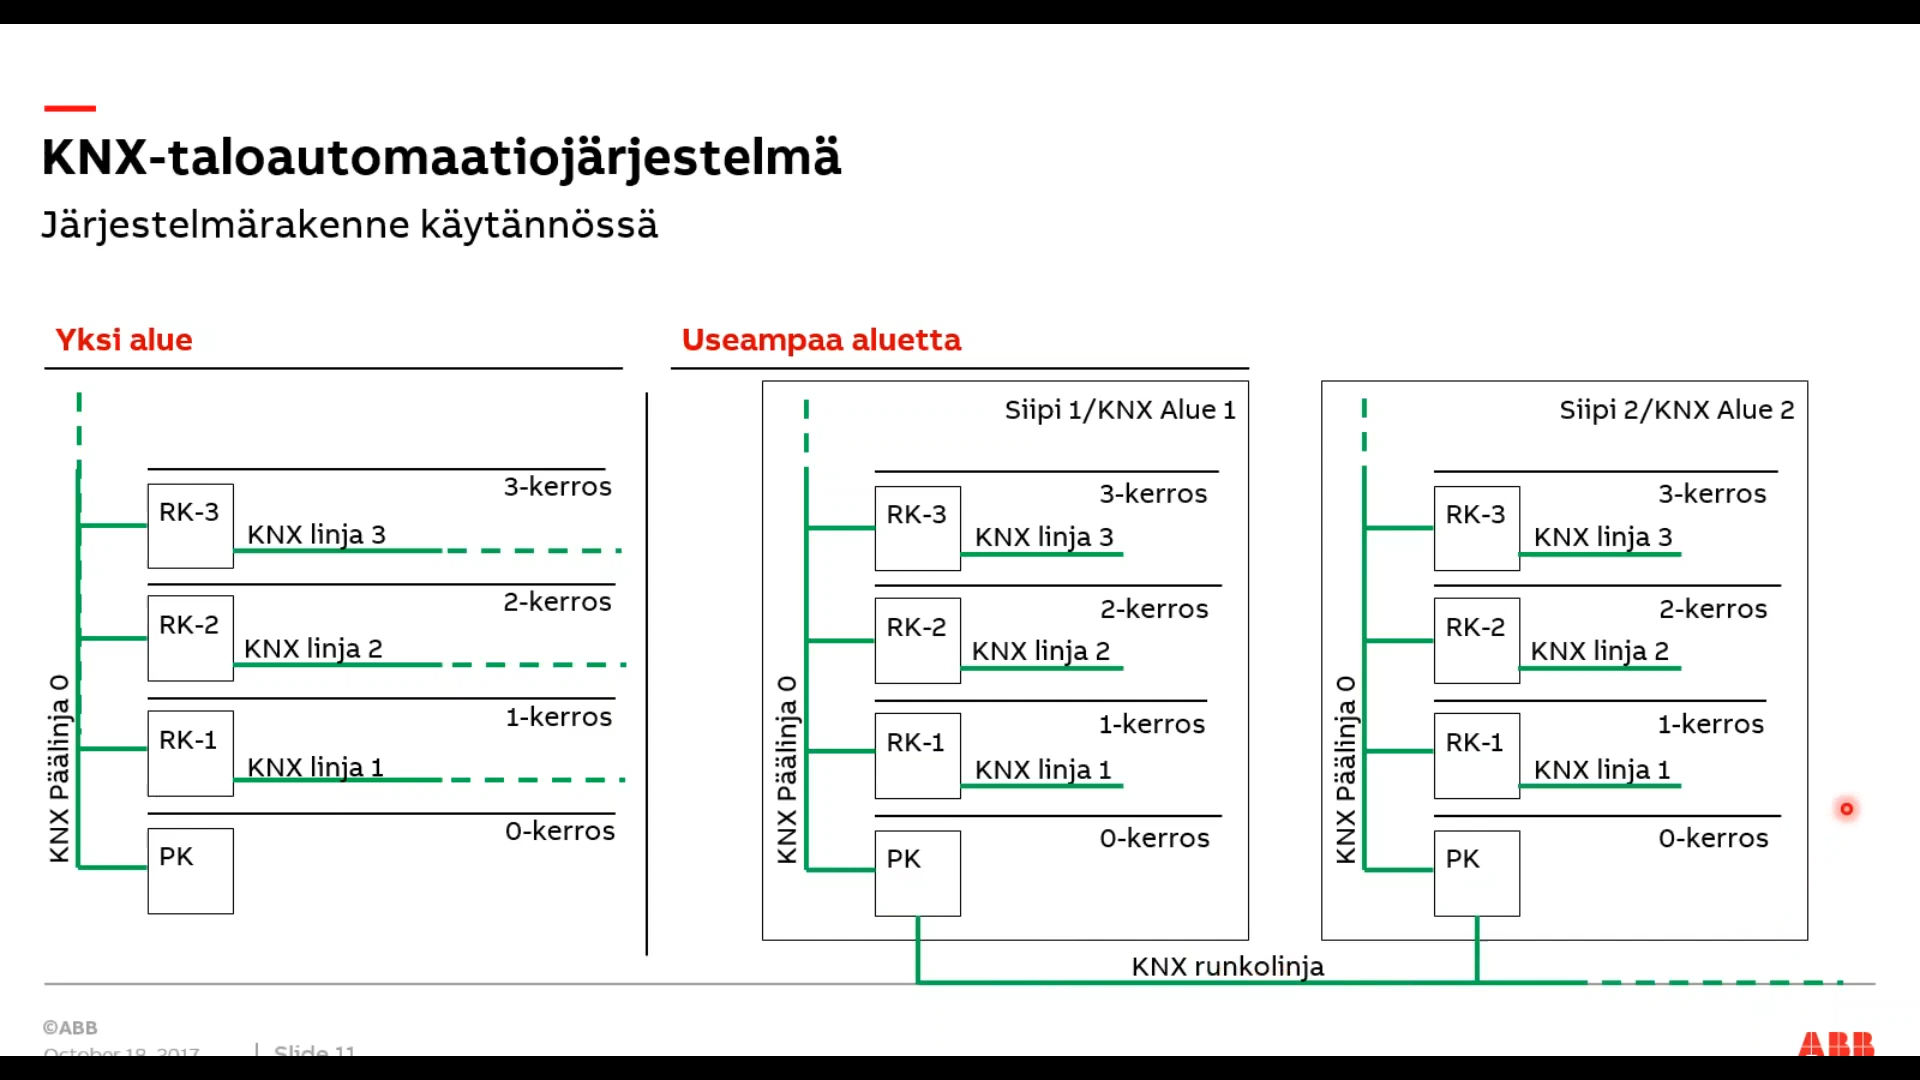 KNX-taloautomaatiojärjestelmä
Järjestelmärakenne käytännössä
Yksi alue
KNX Päälinja 0
3-kerros
RK-3
KNX linja 3
2-kerros
RK-2
KNX linja 2
1-kerros
RK-1
KNX linja 1
0-kerros
PK
Useampaa aluetta
Siipi 1/KNX Alue 1
KNX Päälinja 0
3-kerros
RK-3
KNX linja 3
2-kerros
RK-2
KNX linja 2
1-kerros
RK-1
KNX linja 1
0-kerros
PK
Siipi 2/KNX Alue 2
KNX Päälinja 0
3-kerros
RK-3
KNX linja 3
2-kerros
RK-2
KNX linja 2
1-kerros
RK-1
KNX linja 1
0-kerros
PK
KNX runkolinja
©ABB
October 18, 2017 | Slide 11
ABB